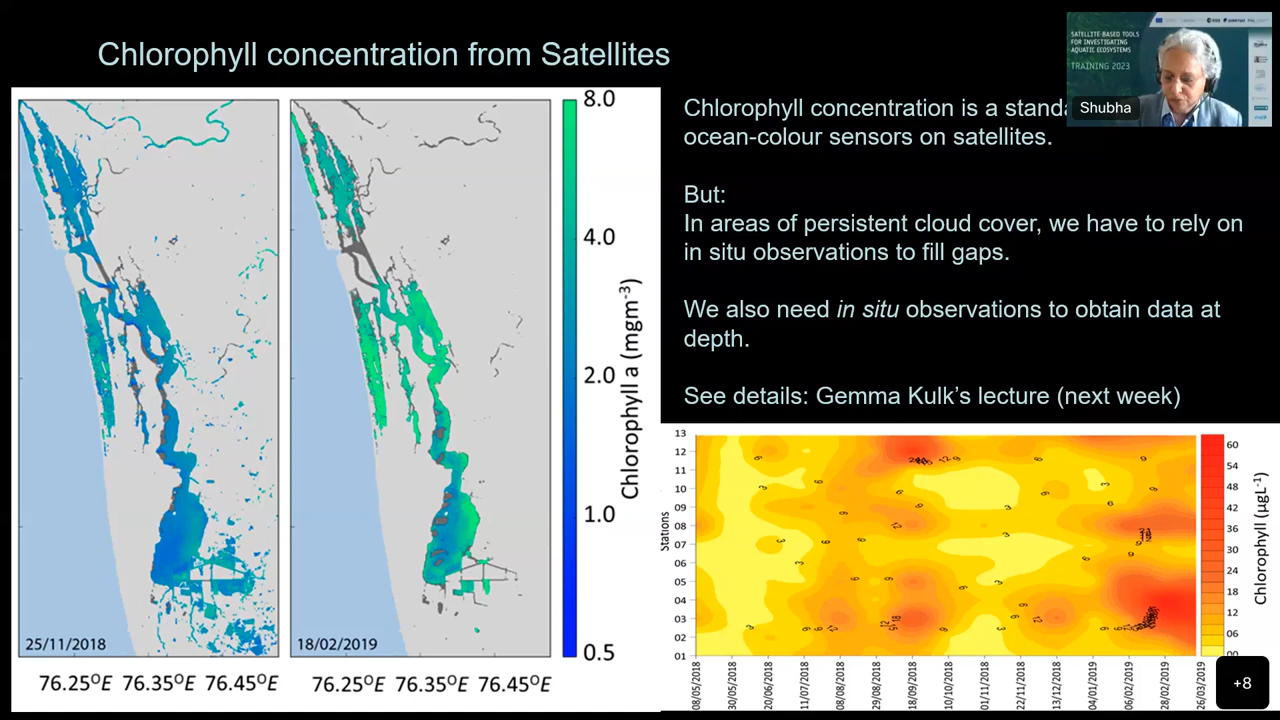 Chlorophyll concentration from Satellites
SATELLITE-BASED TOOLS
FOR INVESTIGATING
AQUATIC ECOSYSTEMS
TRAINING 2023
Shubha
Chlorophyll concentration is a
ocean-colour sensors on satellites.
But:
In areas of persistent cloud cover, we have to rely on
in situ observations to fill gaps.
We also need in situ observations to obtain data at
depth.
See details: Gemma Kulk's lecture (next week)
25/11/2018
18/02/2019
76.25ºE 76.35ºE 76.45ºE
76.25ºE 76.35ºE 76.45ºE
8.0
4.0
2.0
1.0
0.5
Chlorophyll a (mgm-3)
Stations
13
12
11
10
09
08
07
06
05
04
03
02
01
08/05/2018
30/05/2018
20/06/2018
11/07/2018
08/08/2018
29/08/2018
18/09/2018
10/10/2018
01/11/2018
22/11/2018
13/12/2018
04/01/2019
06/02/2019
28/02/2019
26/03/2019
60
54
48
42
36
30
24
18
12
06
00
Chlorophyll (µgL-1)
+8